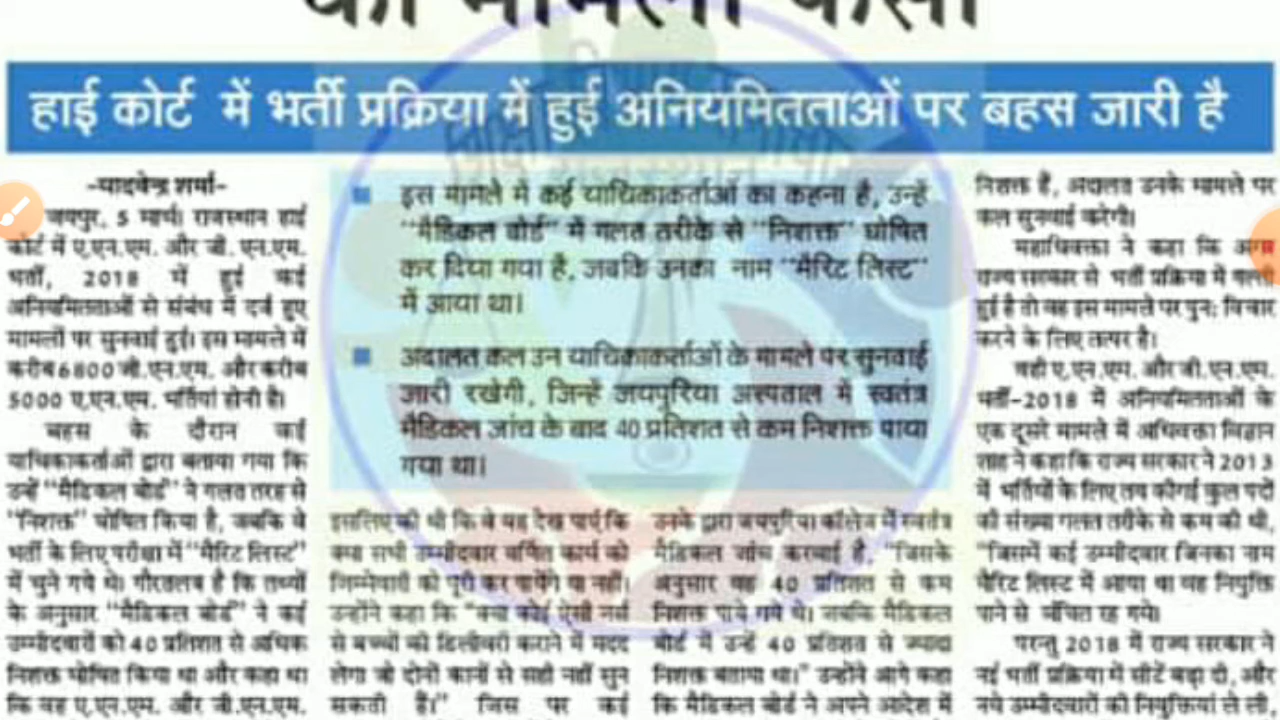 का मामला फंसा
हाई कोर्ट में भर्ती प्रक्रिया में हुई अनियमितताओं पर बहस जारी है
-यादवेन्द्र शर्मा-
जयपुर, 5 मार्च। राजस्थान हाई
कोर्ट में ए.एन.एम. और जी. एन.एम.
भर्ती, 2018 में हुई कई
अनियमितताओं से संबंध में दर्ज हुए
मामलों पर सुनवाई हुई। इस मामले में
करीब 6800 जी.एन.एम. और करीब
5000 ए.एन.एम. भर्तियां होनी है।
बहस के दौरान कई
याचिकाकर्ताओं द्वारा बताया गया कि
उन्हें "मैडिकल बोर्ड" ने गलत तरह से
"निशक्त" घोषित किया है, जबकि वे
भर्ती के लिए परीक्षा में "मैरिट लिस्ट"
में चुने गये थे। गौरतलब है कि तथ्यों
के अनुसार "मैडिकल बोर्ड" ने कई
उम्मीदवारों को 40 प्रतिशत से अधिक
निशक्त घोषित किया था और कहा था
कि वह ए.एन.एम. और जी.एन.एम.
इस मामले में कई याचिकाकर्ताओं का कहना है, उन्हें
"मैडिकल बोर्ड" में गलत तरीके से "निशक्त" घोषित
कर दिया गया है, जबकि उनका नाम "मैरिट लिस्ट"
में आया था।
अदालत कल उन याचिकाकर्ताओं के मामले पर सुनवाई
जारी रखेगी, जिन्हें जयपुरिया अस्पताल में स्वतंत्र
मैडिकल जांच के बाद 40 प्रतिशत से कम निशक्त पाया
गया था।
इसलिए की थी कि वे यह देख पाएं कि
क्या सभी उम्मीदवार वर्णित कार्य को
जिम्मेवारी को पूरी कर पायेंगे या नहीं।
उन्होंने कहा कि "क्या कोई ऐसी नर्स
से बच्चों की डिलीवरी कराने में मदद
लेगा जो दोनों कानों से सही नहीं सुन
सकती हैं।" जिस पर कई
उनके द्वारा जयपुरिया कॉलेज में स्वतंत्र
मैडिकल जांच करवाई है, "जिसके
अनुसार वह 40 प्रतिशत से कम
निशक्त पाये गये थे। जबकि मैडिकल
बोर्ड में उन्हें 40 प्रतिशत से ज्यादा
निशक्त बताया था।" उन्होंने आगे कहा
कि मैडिकल बोर्ड ने अपने आदेश में
निशक्त है, अदालत उनके मामले पर
कल सुनवाई करेगी।
महाधिवक्ता ने कहा कि अगर
राज्य सरकार से भर्ती प्रक्रिया में गल्ती
हुई है तो वह इस मामले पर पुन: विचार
करने के लिए तत्पर है।
वही ए.एन.एम. और जी.एन.एम.
भर्ती-2018 में अनियमितताओं के
एक दूसरे मामले में अधिवक्ता विज्ञान
शाह ने कहा कि राज्य सरकार ने 2013
में भर्तियों के लिए तय की गई कुल पदों
की संख्या गलत तरीके से कम की थी,
"जिसमें कई उम्मीदवार जिनका नाम
मैरिट लिस्ट में आया था वह नियुक्ति
पाने से वंचित रह गये।
परन्तु 2018 में राज्य सरकार ने
नई भर्ती प्रक्रिया में सीटें बढ़ा दी, और
नये उम्मीदवारों की नियुक्तियां ले ली,